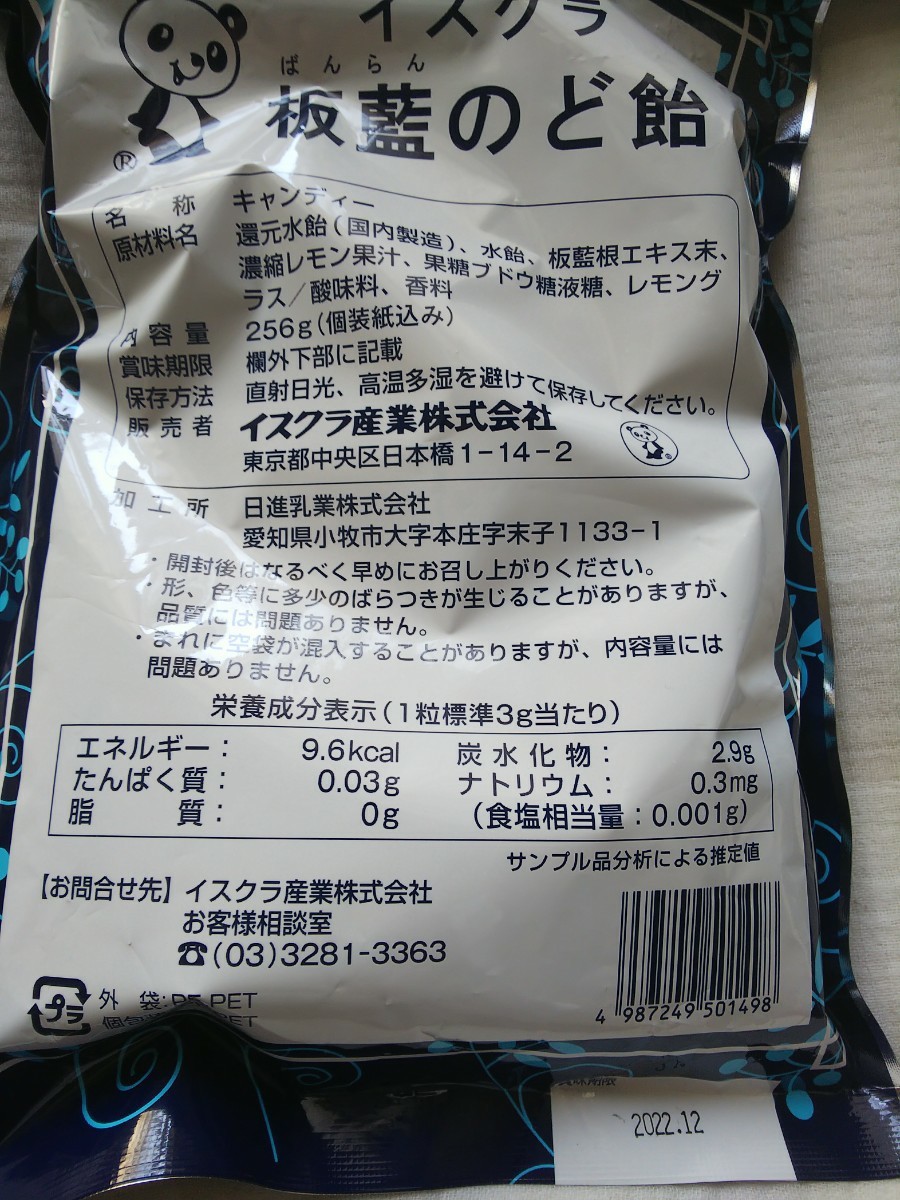 イスクラ
ばんらん
板藍のど飴
®
名称 キャンディー
原材料名 還元水飴(国内製造)、水飴、板藍根エキス末、
濃縮レモン果汁、果糖ブドウ糖液糖、レモング
ラス/酸味料、香料
内容量 256g(個装紙込み)
賞味期限 欄外下部に記載
保存方法 直射日光、高温多湿を避けて保存してください。
販売者 イスクラ産業株式会社
東京都中央区日本橋1-14-2
加工所 日進乳業株式会社
愛知県小牧市大字本庄字末子1133-1
・開封後はなるべく早めにお召し上がりください。
・形、色等に多少のばらつきが生じることがありますが、
品質には問題ありません。
・まれに空袋が混入することがありますが、内容量には
問題ありません。
栄養成分表示(1粒標準3g当たり)
エネルギー: 9.6kcal 炭水化物: 2.9g
たんぱく質: 0.03g ナトリウム: 0.3mg
脂質: 0g (食塩相当量:0.001g)
サンプル品分析による推定値
【お問合せ先】イスクラ産業株式会社
お客様相談室
☎(03)3281-3363
プラ 外袋:PE,PET
4 987249 501498
賞味期限
2022.12